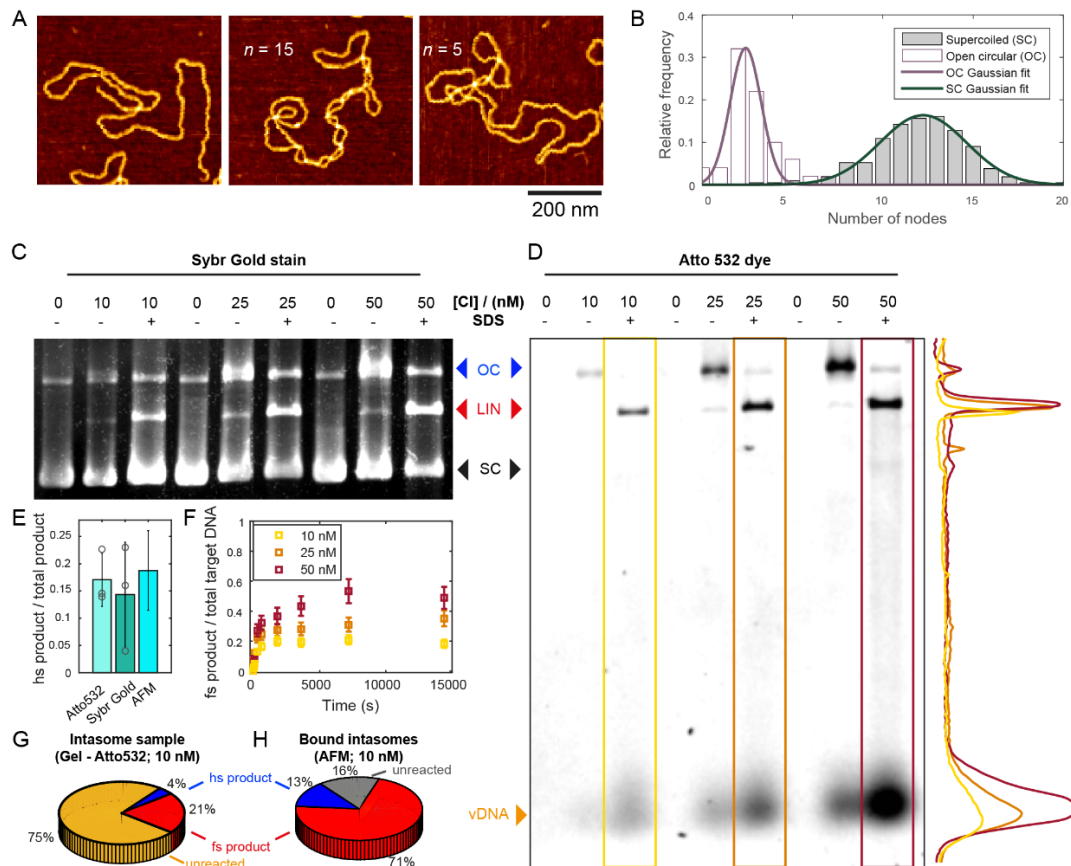 A
n = 15
n = 5
200 nm
B
Relative frequency
0.4
0.3
0.2
0.1
0
0
5
10
15
20
Number of nodes
Supercoiled (SC)
Open circular (OC)
OC Gaussian fit
SC Gaussian fit
C
Sybr Gold stain
0 10 10 0 25 25 0 50 50
- - + - - + - - +
[CI] / (nM)
SDS
OC
LIN
SC
D
Atto 532 dye
0 10 10 0 25 25 0 50 50
- - + - - + - - +
vDNA
E
hs product / total product
0.25
0.2
0.15
0.1
0.05
0
Atto532
Sybr Gold
AFM
F
fs product / total target DNA
1
0.8
0.6
0.4
0.2
0
10 nM
25 nM
50 nM
0 5000 10000 15000
Time (s)
G
Intasome sample
(Gel - Atto532; 10 nM)
4%
hs product
21%
fs product
75%
unreacted
H
Bound intasomes
(AFM; 10 nM)
16%
unreacted
13%
71%